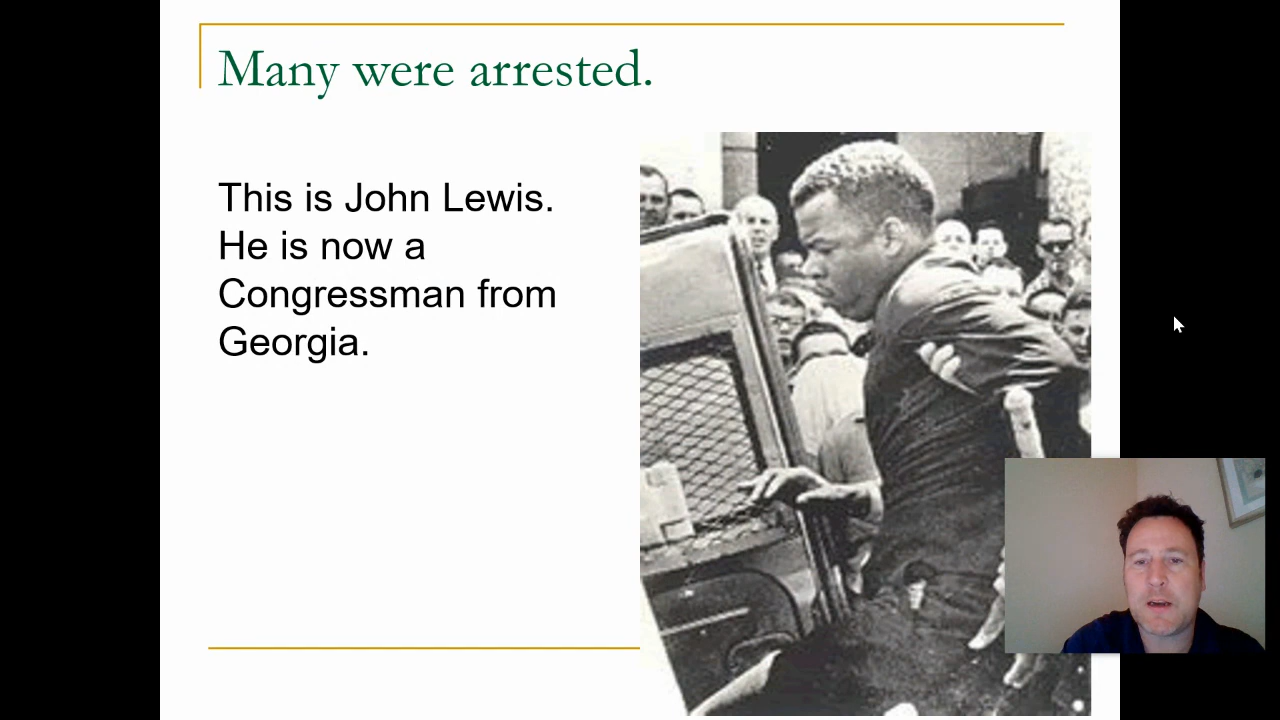 Many were arrested.
This is John Lewis.
He is now a
Congressman from
Georgia.